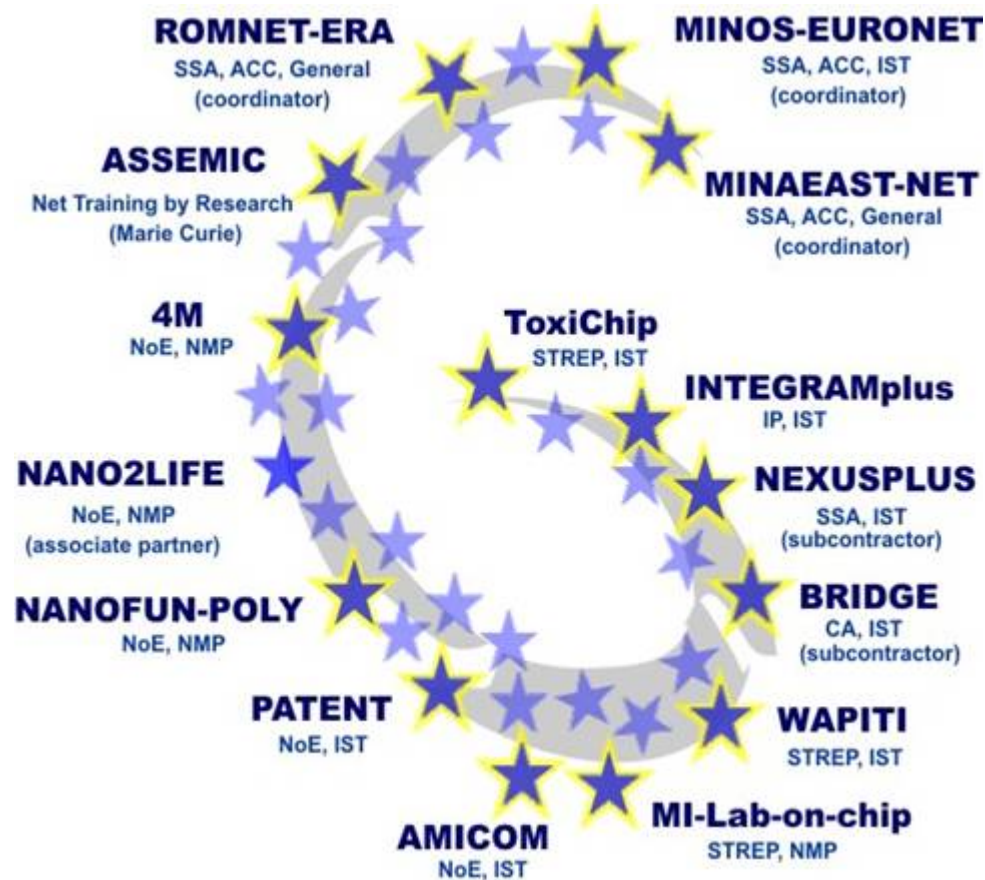 ROMNET-ERA
SSA, ACC, General
(coordinator)
MINOS-EURONET
SSA, ACC, IST
(coordinator)
ASSEMIC
Net Training by Research
(Marie Curie)
MINAEAST-NET
SSA, ACC, General
(coordinator)
4M
NoE, NMP
ToxiChip
STREP, IST
INTEGRAMplus
IP, IST
NANO2LIFE
NoE, NMP
(associate partner)
NEXUSPLUS
SSA, IST
(subcontractor)
NANOFUN-POLY
NoE, NMP
BRIDGE
CA, IST
(subcontractor)
PATENT
NoE, IST
WAPITI
STREP, IST
AMICOM
NoE, IST
MI-Lab-on-chip
STREP, NMP